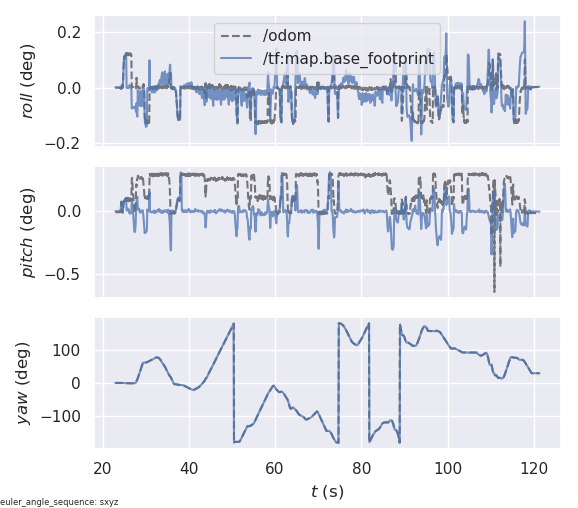 /odom
/tf:map.base_footprint
0.2
0.0
−0.2
roll (deg)
0.0
−0.5
pitch (deg)
100
0
−100
yaw (deg)
20 40 60 80 100 120
t (s)
euler_angle_sequence: sxyz